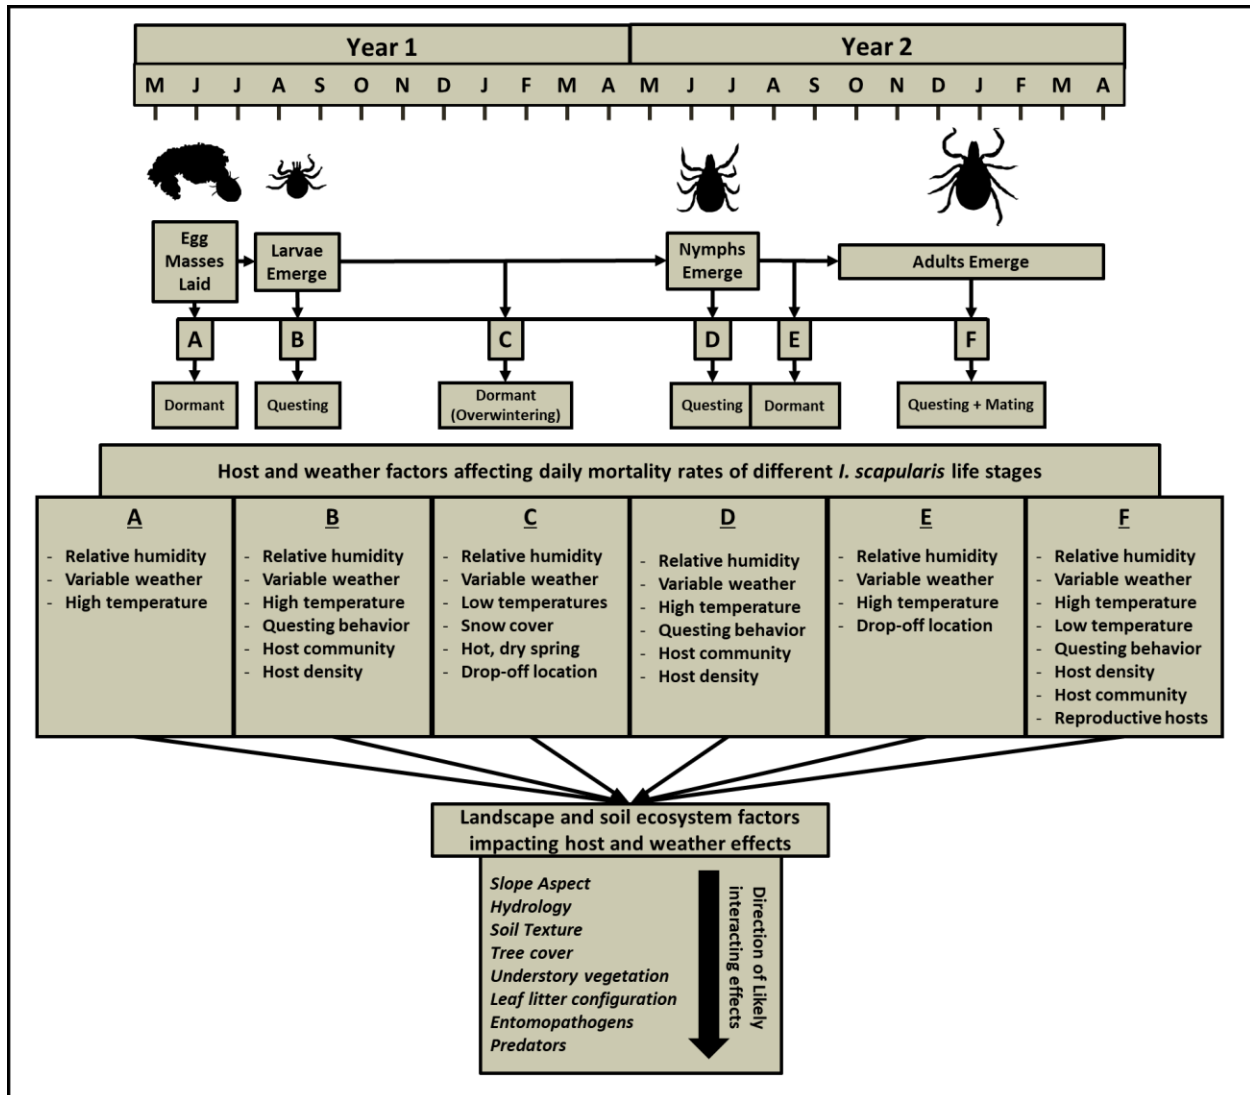 Year 1 Year 2
M J J A S O N D J F M A M J J A S O N D J F M A
Egg
Masses
Laid
Larvae
Emerge
Nymphs
Emerge
Adults Emerge
A B C D E F
Dormant
Questing
Dormant
(Overwintering)
Questing
Dormant
Questing + Mating
Host and weather factors affecting daily mortality rates of different I. scapularis life stages
A
- Relative humidity
- Variable weather
- High temperature
B
- Relative humidity
- Variable weather
- High temperature
- Questing behavior
- Host community
- Host density
C
- Relative humidity
- Variable weather
- Low temperatures
- Snow cover
- Hot, dry spring
- Drop-off location
D
- Relative humidity
- Variable weather
- High temperature
- Questing behavior
- Host community
- Host density
E
- Relative humidity
- Variable weather
- High temperature
- Drop-off location
F
- Relative humidity
- Variable weather
- High temperature
- Low temperature
- Questing behavior
- Host density
- Host community
- Reproductive hosts
Landscape and soil ecosystem factors
impacting host and weather effects
Slope Aspect
Hydrology
Soil Texture
Tree cover
Understory vegetation
Leaf litter configuration
Entomopathogens
Predators
Direction of Likely
interacting effects